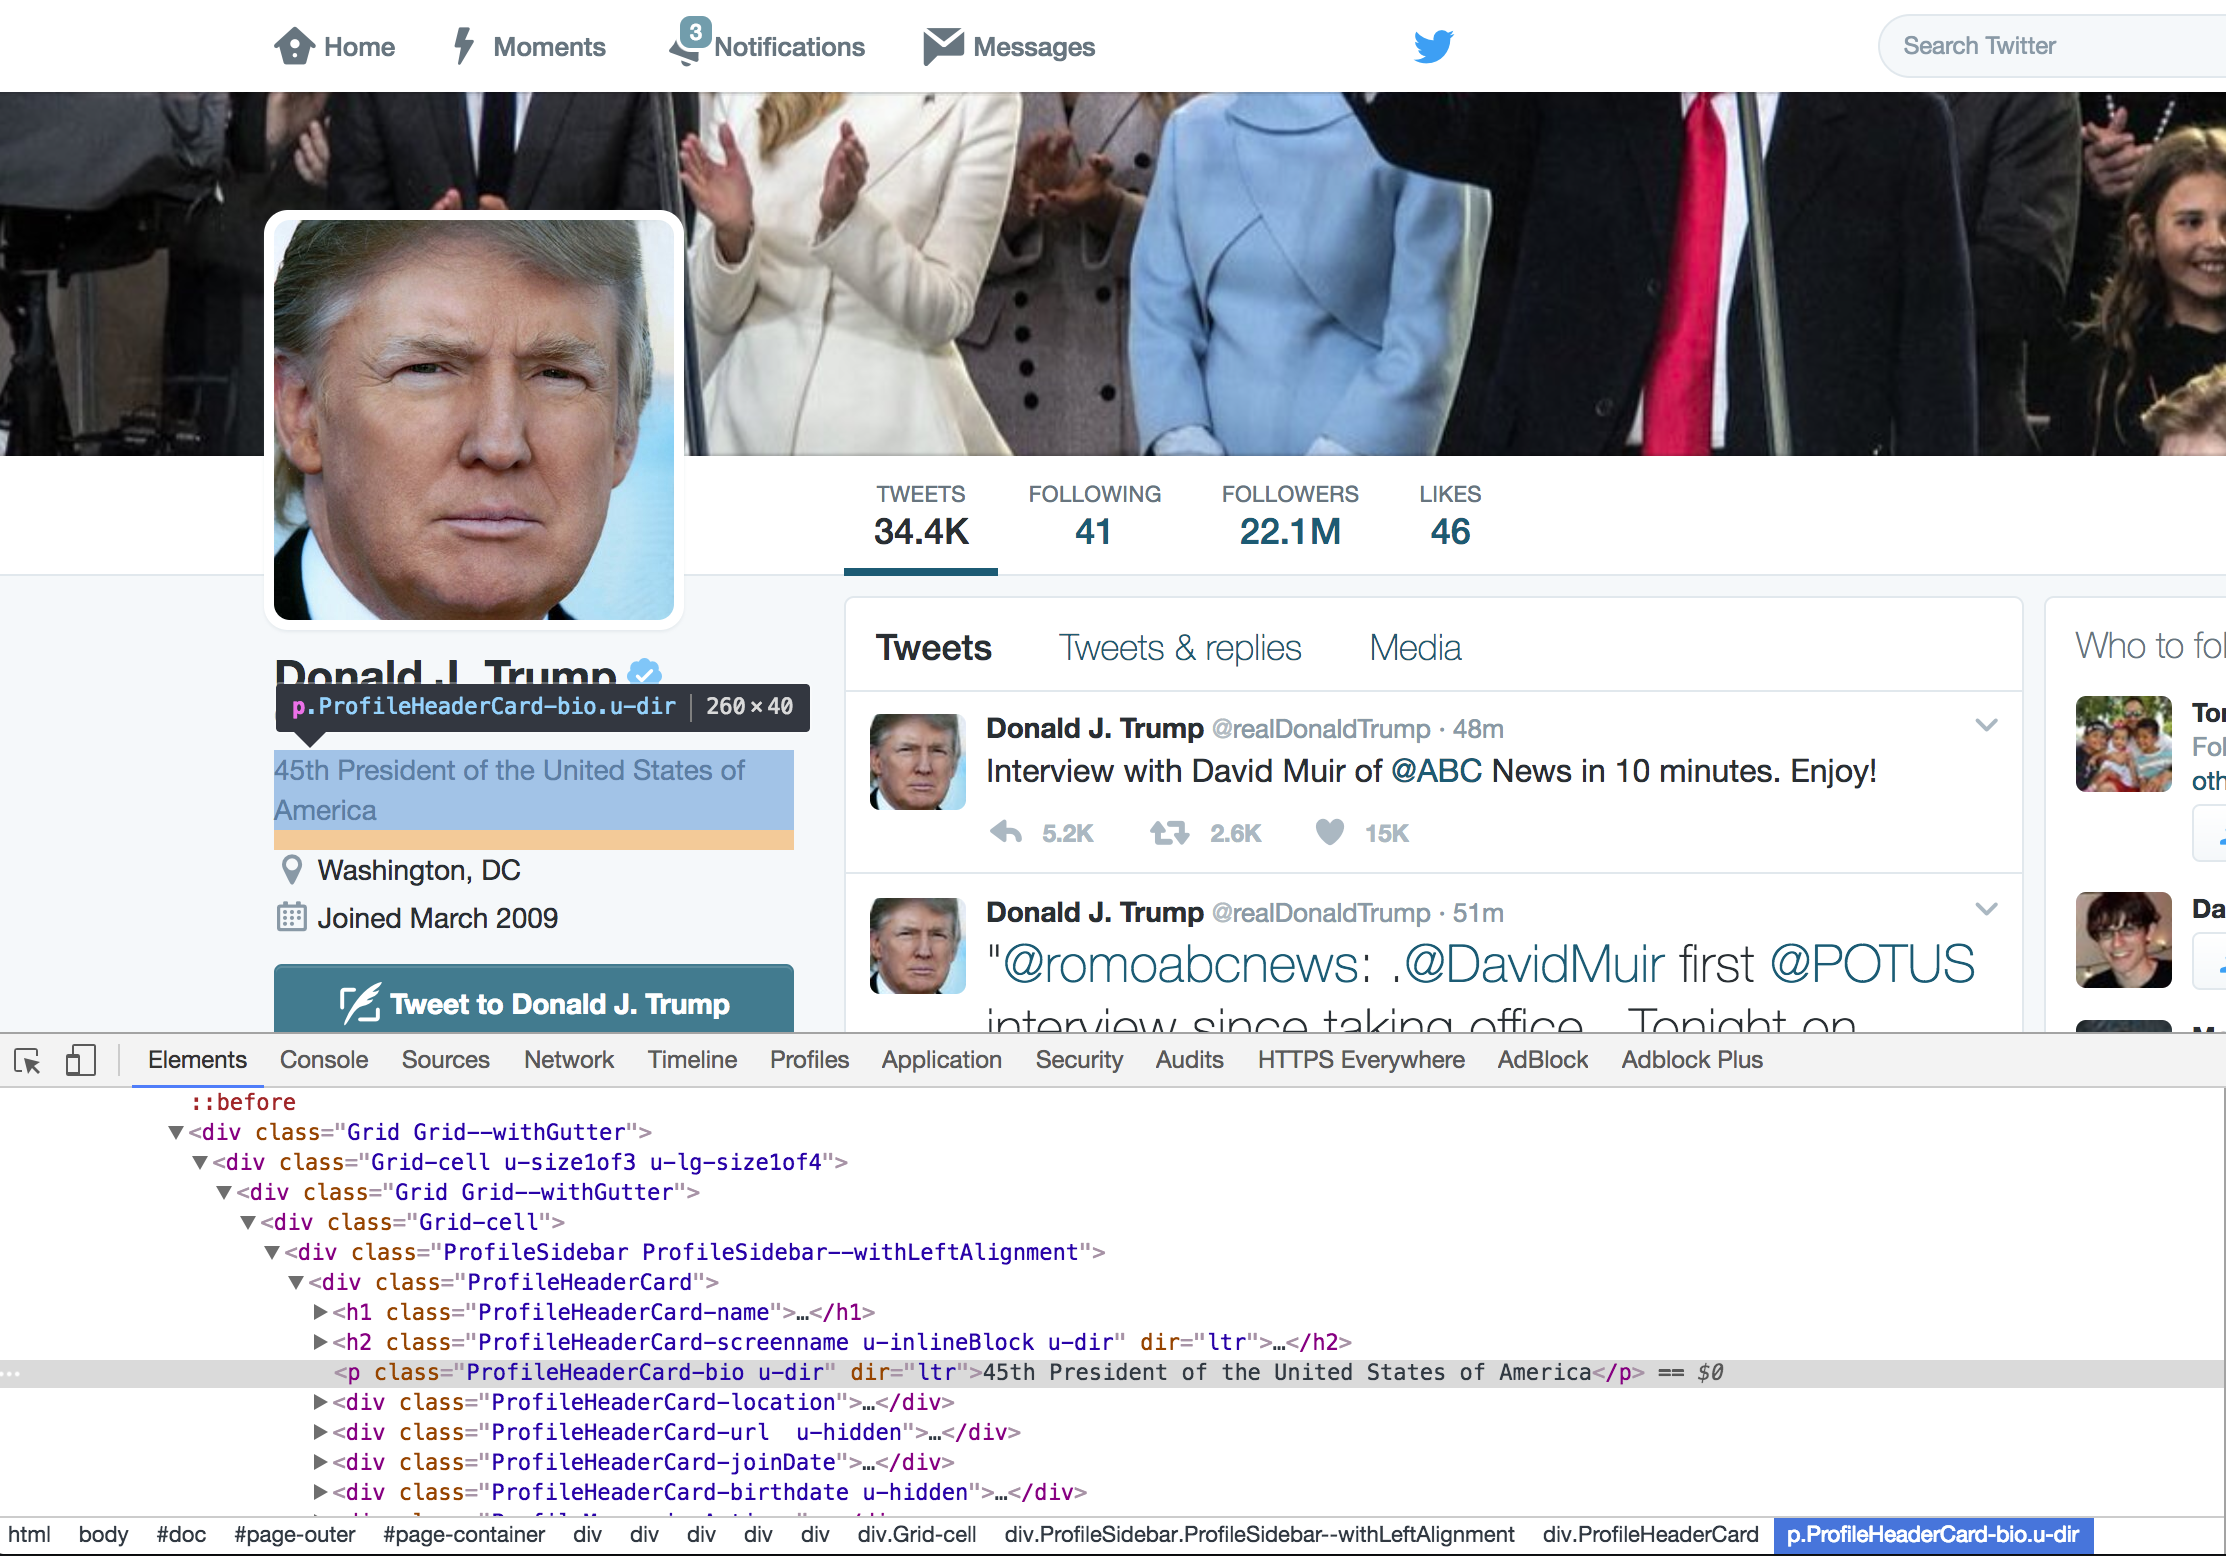 Home
Moments
3
Notifications
Messages
Search Twitter
TWEETS
34.4K
FOLLOWING
41
FOLLOWERS
22.1M
LIKES
46
Donald J. Trump
p.ProfileHeaderCard-bio.u-dir | 260 × 40
45th President of the United States of
America
Washington, DC
Joined March 2009
Tweet to Donald J. Trump
Tweets Tweets & replies Media
Donald J. Trump @realDonaldTrump · 48m
Interview with David Muir of @ABC News in 10 minutes. Enjoy!
5.2K 2.6K 15K
Donald J. Trump @realDonaldTrump · 51m
"@romoabcnews: .@DavidMuir first @POTUS
interview since taking office. Tonight on
Who to fol
Tor
Fol
oth
Da
Elements Console Sources Network Timeline Profiles Application Security Audits HTTPS Everywhere AdBlock Adblock Plus
::before
<div class="Grid Grid--withGutter">
<div class="Grid-cell u-size1of3 u-lg-size1of4">
<div class="Grid Grid--withGutter">
<div class="Grid-cell">
<div class="ProfileSidebar ProfileSidebar--withLeftAlignment">
<div class="ProfileHeaderCard">
<h1 class="ProfileHeaderCard-name">…</h1>
<h2 class="ProfileHeaderCard-screenname u-inlineBlock u-dir" dir="ltr">…</h2>
<p class="ProfileHeaderCard-bio u-dir" dir="ltr">45th President of the United States of America</p> == $0
<div class="ProfileHeaderCard-location">…</div>
<div class="ProfileHeaderCard-url  u-hidden">…</div>
<div class="ProfileHeaderCard-joinDate">…</div>
<div class="ProfileHeaderCard-birthdate u-hidden">…</div>
html body #doc #page-outer #page-container div div div div div div.Grid-cell div.ProfileSidebar.ProfileSidebar--withLeftAlignment div.ProfileHeaderCard p.ProfileHeaderCard-bio.u-dir